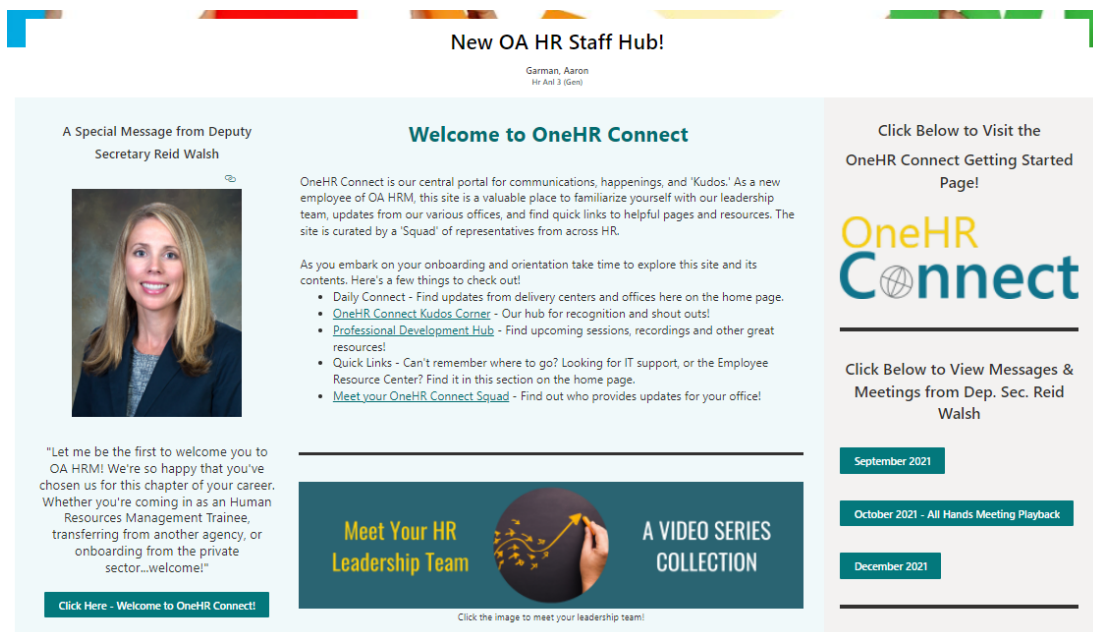 New OA HR Staff Hub!
Garman, Aaron
Hr Anl 3 (Gen)
A Special Message from Deputy
Secretary Reid Walsh
"Let me be the first to welcome you to
OA HRM! We're so happy that you've
chosen us for this chapter of your career.
Whether you're coming in as an Human
Resources Management Trainee,
transferring from another agency, or
onboarding from the private
sector...welcome!"
Click Here - Welcome to OneHR Connect!
Welcome to OneHR Connect
OneHR Connect is our central portal for communications, happenings, and 'Kudos.' As a new
employee of OA HRM, this site is a valuable place to familiarize yourself with our leadership
team, updates from our various offices, and find quick links to helpful pages and resources. The
site is curated by a 'Squad' of representatives from across HR.
As you embark on your onboarding and orientation take time to explore this site and its
contents. Here's a few things to check out!
• Daily Connect - Find updates from delivery centers and offices here on the home page.
• OneHR Connect Kudos Corner - Our hub for recognition and shout outs!
• Professional Development Hub - Find upcoming sessions, recordings and other great
resources!
• Quick Links - Can't remember where to go? Looking for IT support, or the Employee
Resource Center? Find it in this section on the home page.
• Meet your OneHR Connect Squad - Find out who provides updates for your office!
Meet Your HR
Leadership Team
A VIDEO SERIES
COLLECTION
Click the image to meet your leadership team!
Click Below to Visit the
OneHR Connect Getting Started
Page!
OneHR
Connect
Click Below to View Messages &
Meetings from Dep. Sec. Reid
Walsh
September 2021
October 2021 - All Hands Meeting Playback
December 2021